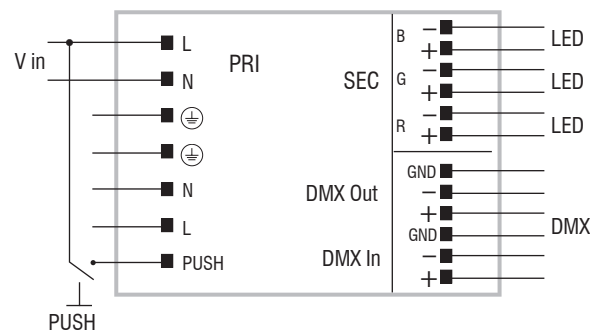 V in
L
N
N
L
PUSH
PUSH
PRI
SEC
B
−
+
LED
G
−
+
LED
R
−
+
LED
DMX Out
GND
−
+
DMX
DMX In
GND
−
+